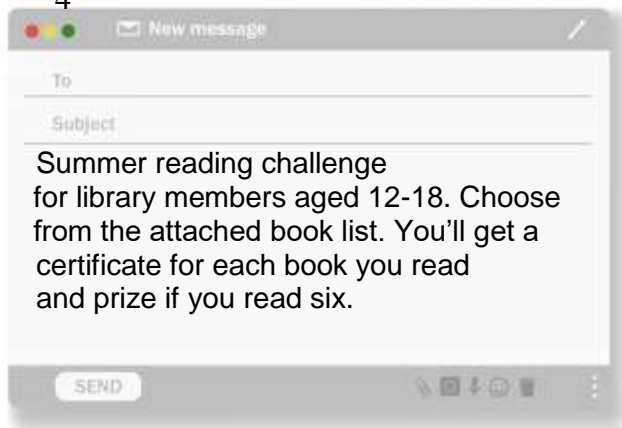 4
New message
To
Subject
Summer reading challenge
for library members aged 12-18. Choose
from the attached book list. You’ll get a
certificate for each book you read
and prize if you read six.
SEND